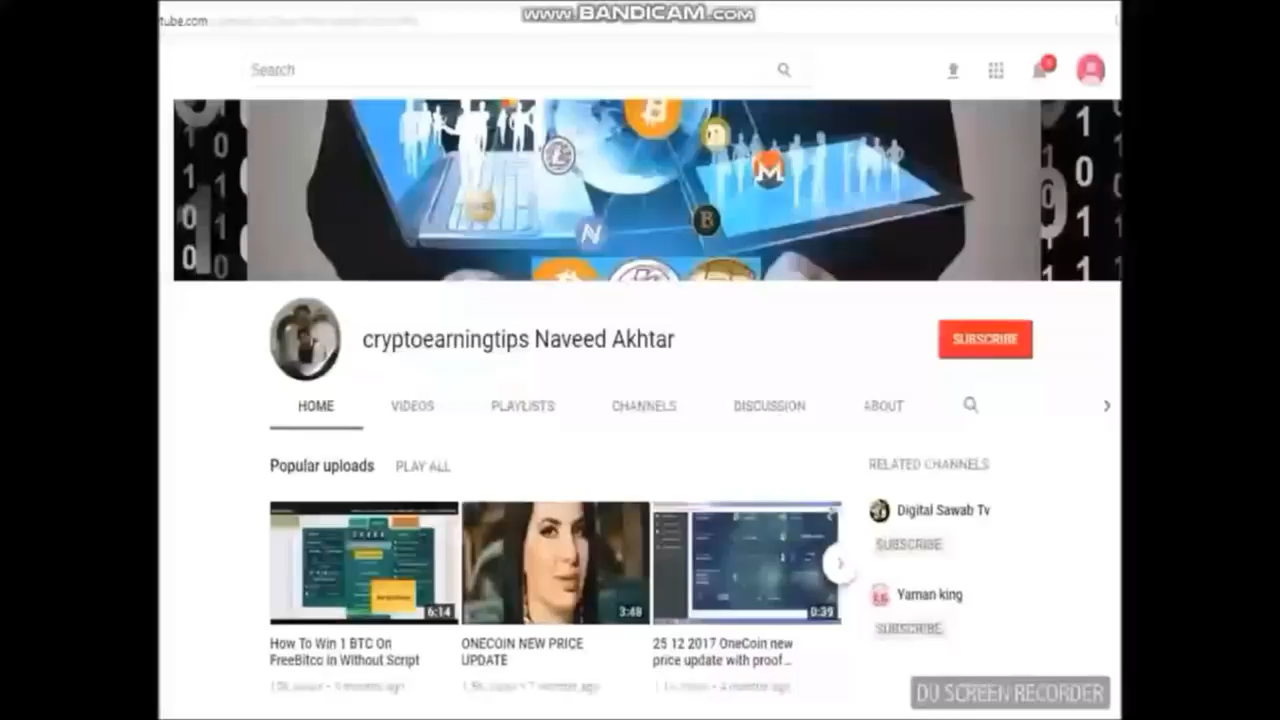 www.BANDICAM.com
tube.com
Search
cryptoearningtips Naveed Akhtar
SUBSCRIBE
HOME VIDEOS PLAYLISTS CHANNELS DISCUSSION ABOUT
Popular uploads PLAY ALL
6:14
How To Win 1 BTC On
FreeBitco in Without Script
3:48
ONECOIN NEW PRICE
UPDATE
0:39
25 12 2017 OneCoin new
price update with proof...
RELATED CHANNELS
Digital Sawab Tv
SUBSCRIBE
Yaman king
SUBSCRIBE
DU SCREEN RECORDER